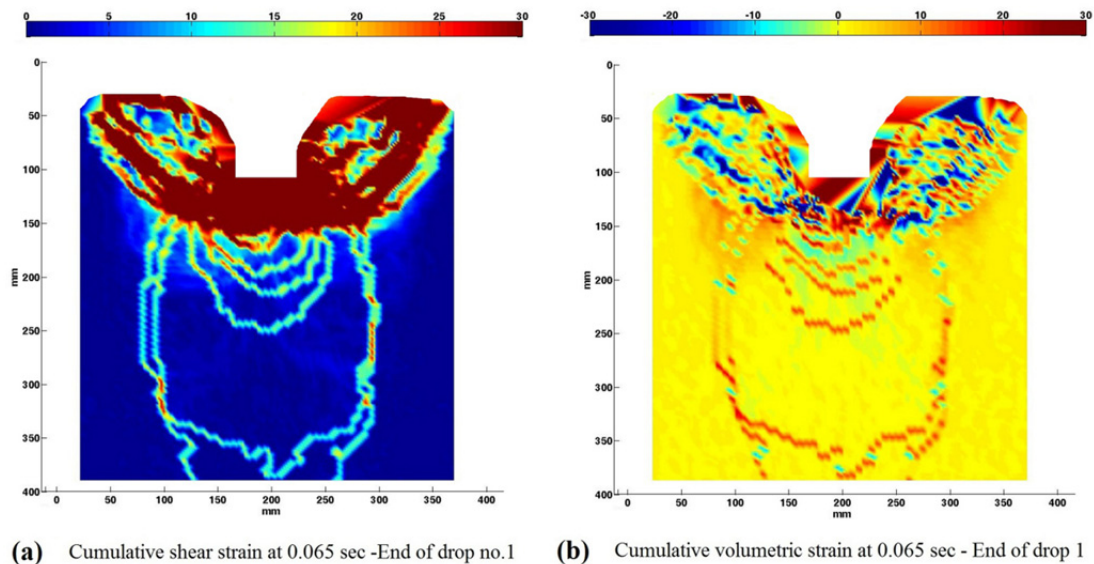 0 5 10 15 20 25 30
-30 -20 -10 0 10 20 30
0
50
100
150
200
250
300
350
400
mm
0 50 100 150 200 250 300 350 400
mm
0
50
100
150
200
250
300
350
400
mm
0 50 100 150 200 250 300 350 400
mm
(a) Cumulative shear strain at 0.065 sec -End of drop no.1
(b) Cumulative volumetric strain at 0.065 sec - End of drop 1